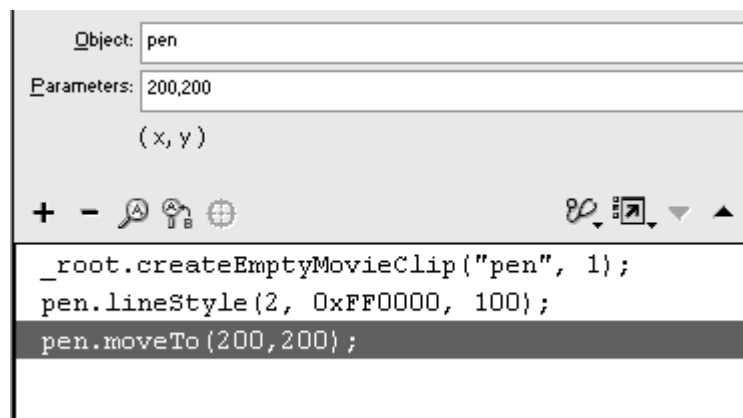 Object: pen
Parameters: 200,200
(x, y)
_root.createEmptyMovieClip("pen", 1);
pen.lineStyle(2, 0xFF0000, 100);
pen.moveTo(200,200);